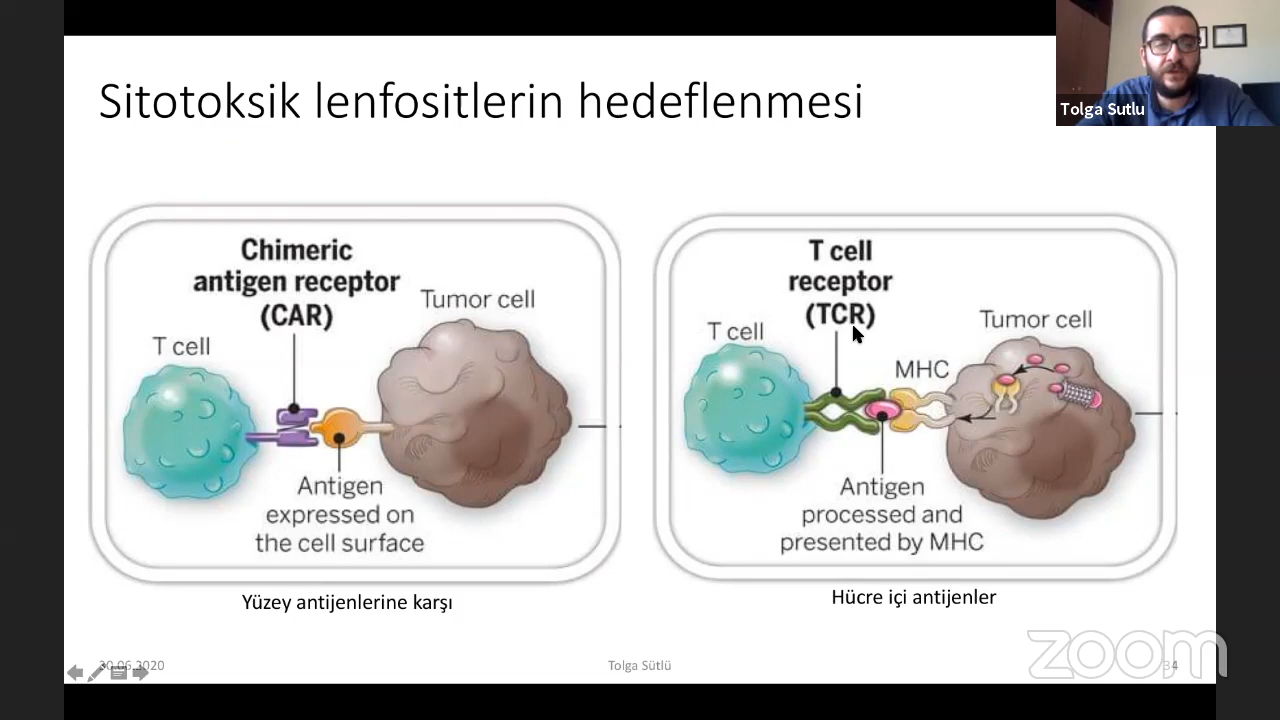 Sitotoksik lenfositlerin hedeflenmesi
Tolga Sutlu
Chimeric
antigen receptor
(CAR)
Tumor cell
T cell
Antigen
expressed on
the cell surface
Yüzey antijenlerine karşı
T cell
receptor
(TCR)
T cell
Tumor cell
MHC
Antigen
processed and
presented by MHC
Hücre içi antijenler
30.06.2020
Tolga Sütlü
34
zoom